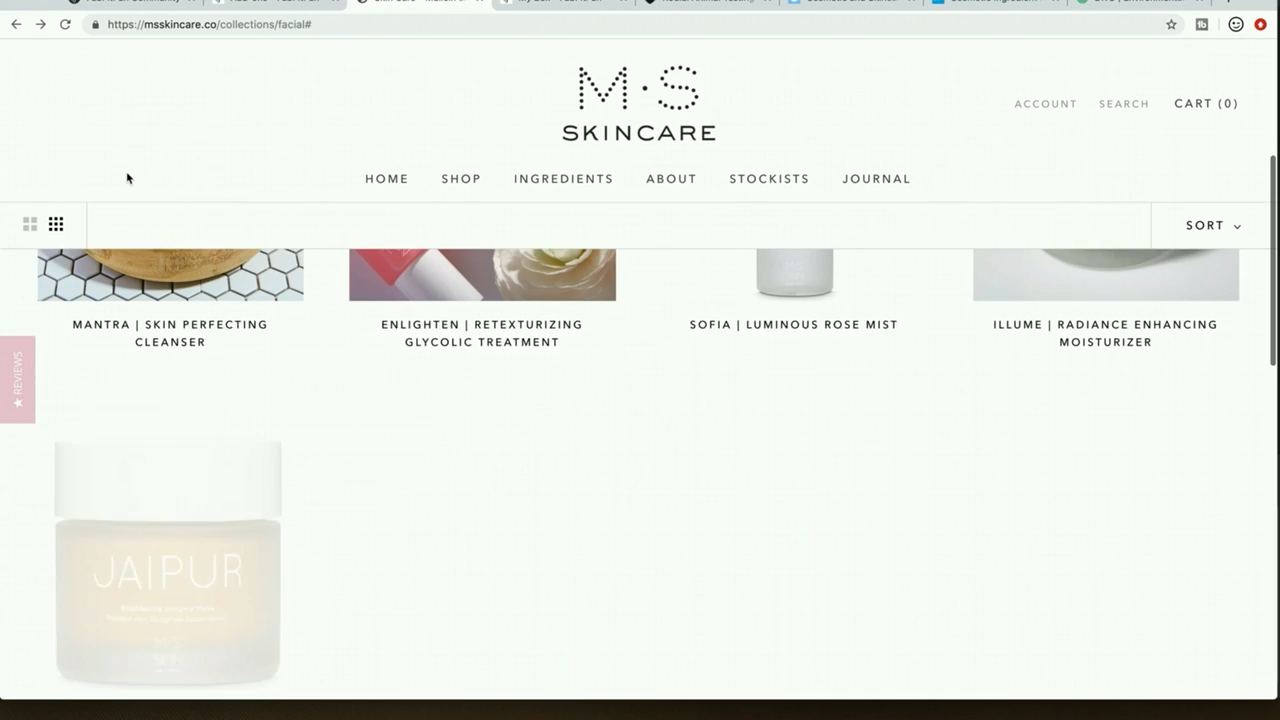 https://msskincare.co/collections/facial#
M·S
SKINCARE
ACCOUNT SEARCH CART (0)
HOME SHOP INGREDIENTS ABOUT STOCKISTS JOURNAL
SORT
MANTRA | SKIN PERFECTING
CLEANSER
ENLIGHTEN | RETEXTURIZING
GLYCOLIC TREATMENT
SOFIA | LUMINOUS ROSE MIST
ILLUME | RADIANCE ENHANCING
MOISTURIZER
★ REVIEWS
JAIPUR